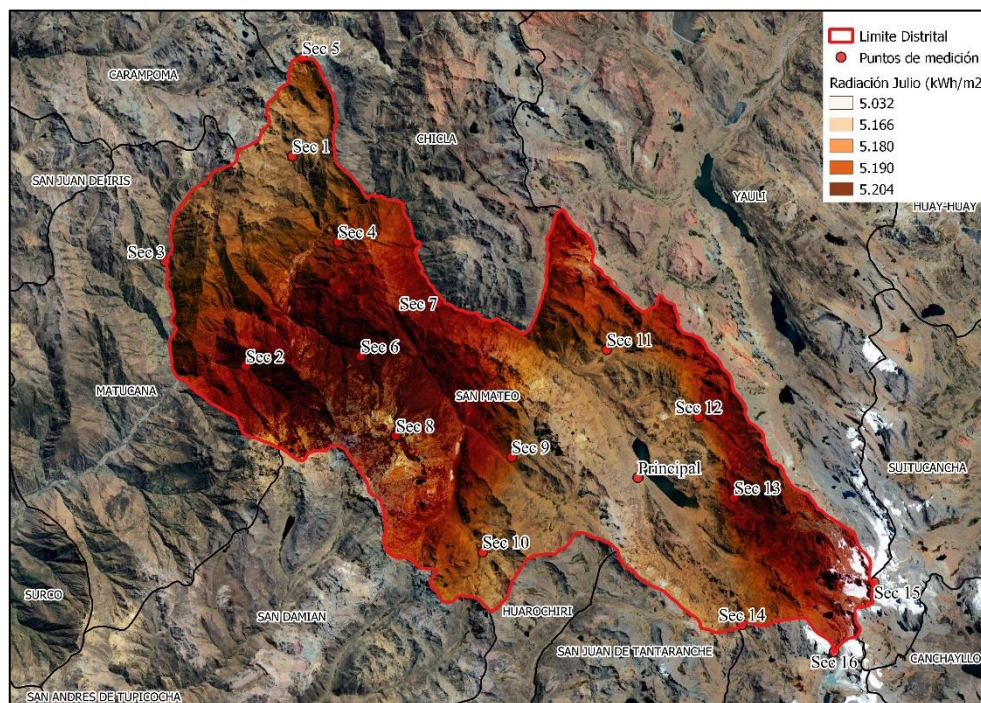 Limite Distrital
Puntos de medición
Radiación Julio (kWh/m2
5.032
5.166
5.180
5.190
5.204
Sec 5
CARAMPOMA
CHICLA
Sec 1
SAN JUAN DE IRIS
YAULI
HUAY-HUAY
Sec 4
Sec 3
Sec 7
Sec 11
Sec 6
Sec 2
MATUCANA
SAN MATEO
Sec 12
Sec 8
Sec 9
Principal
SUITUCANCHA
Sec 13
Sec 10
SURCO
Sec 15
HUAROCHIRI
SAN DAMIAN
Sec 14
SAN JUAN DE TANTARANCHE
Sec 16
CANCHAYLLO
SAN ANDRES DE TUPICOCHA